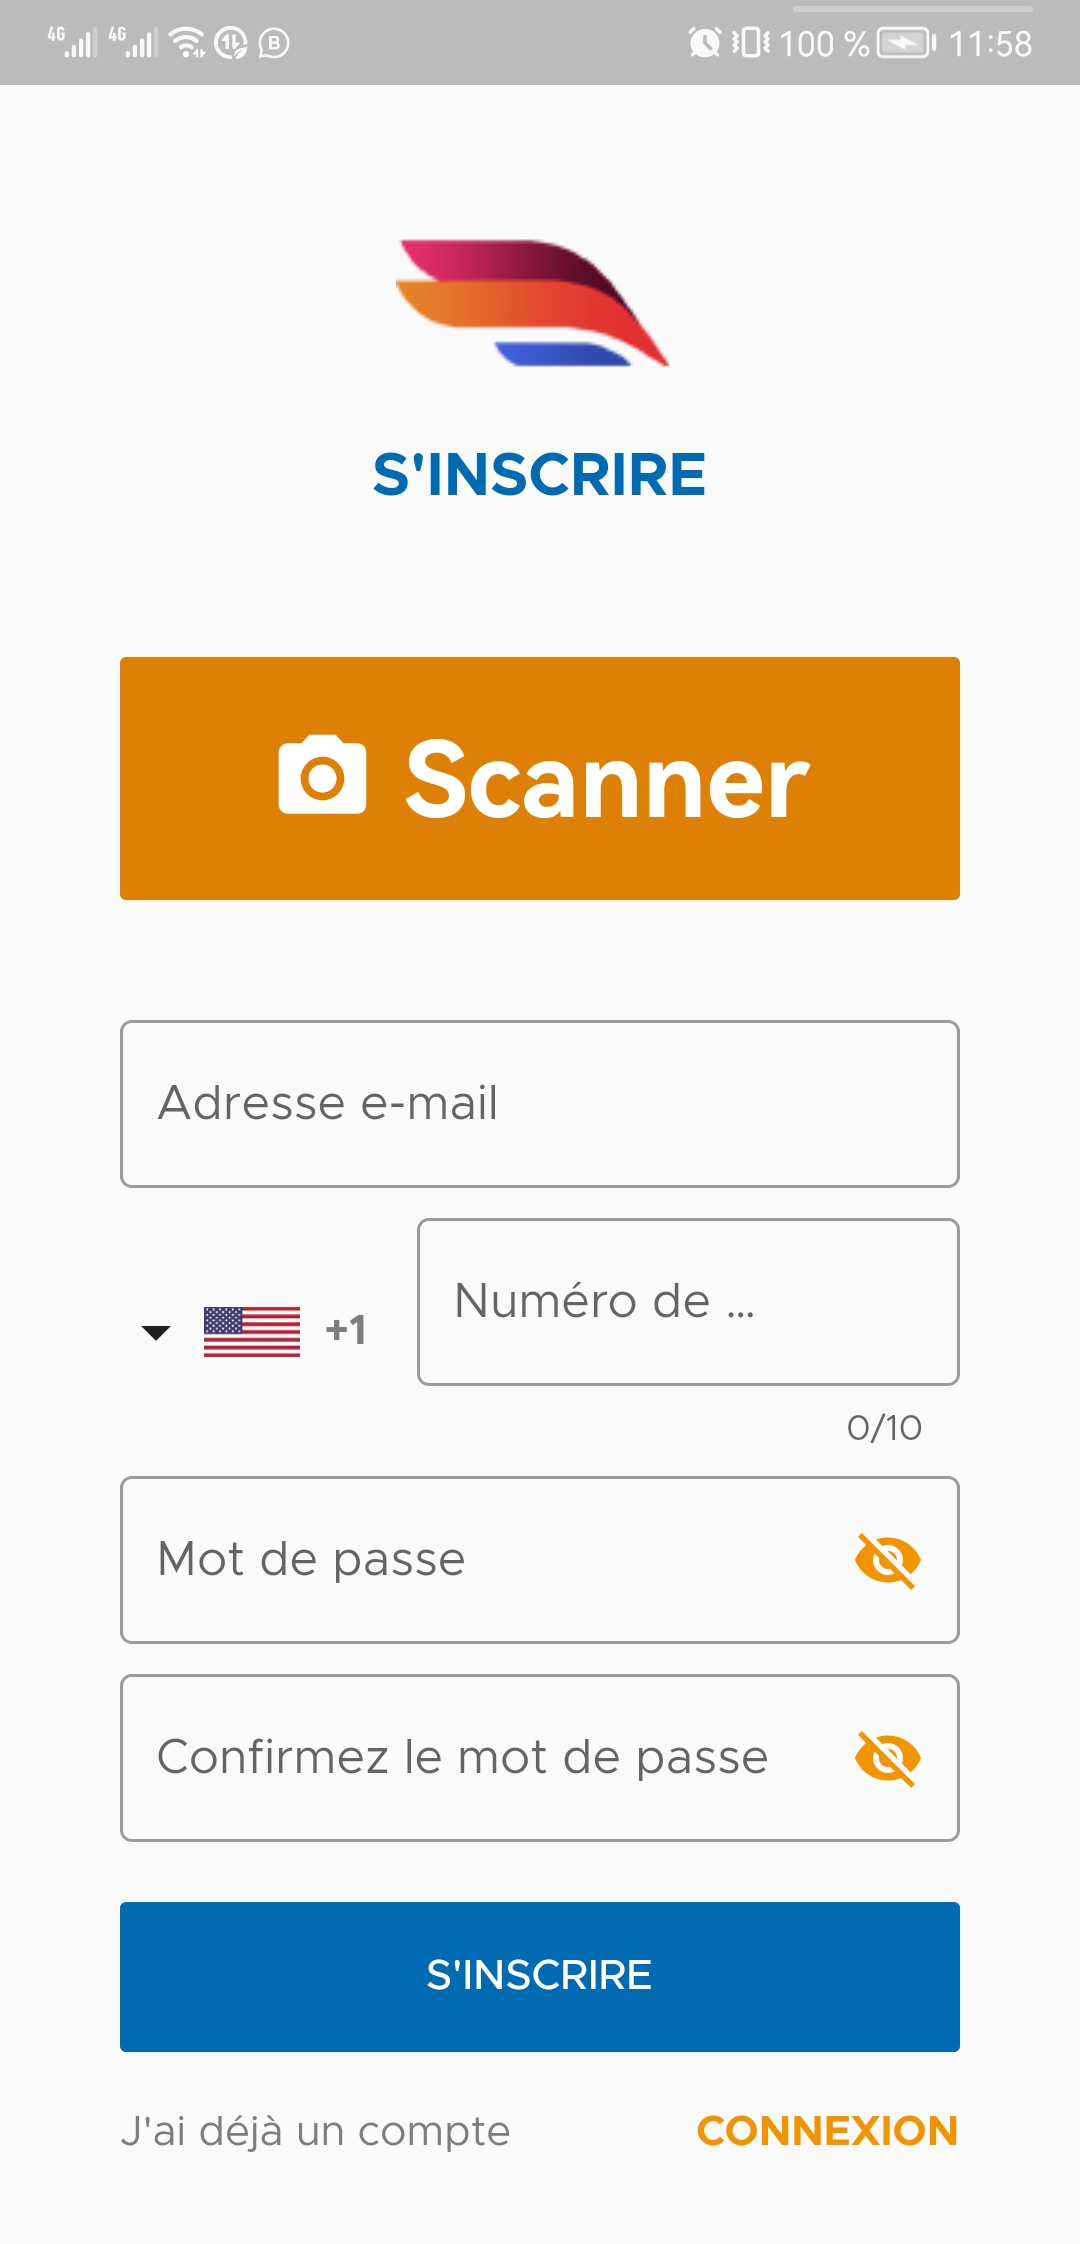 4G 4G B 100 % 11:58
S'INSCRIRE
Scanner
Adresse e-mail
Numéro de ...
+1
0/10
Mot de passe
Confirmez le mot de passe
S'INSCRIRE
J'ai déjà un compte CONNEXION